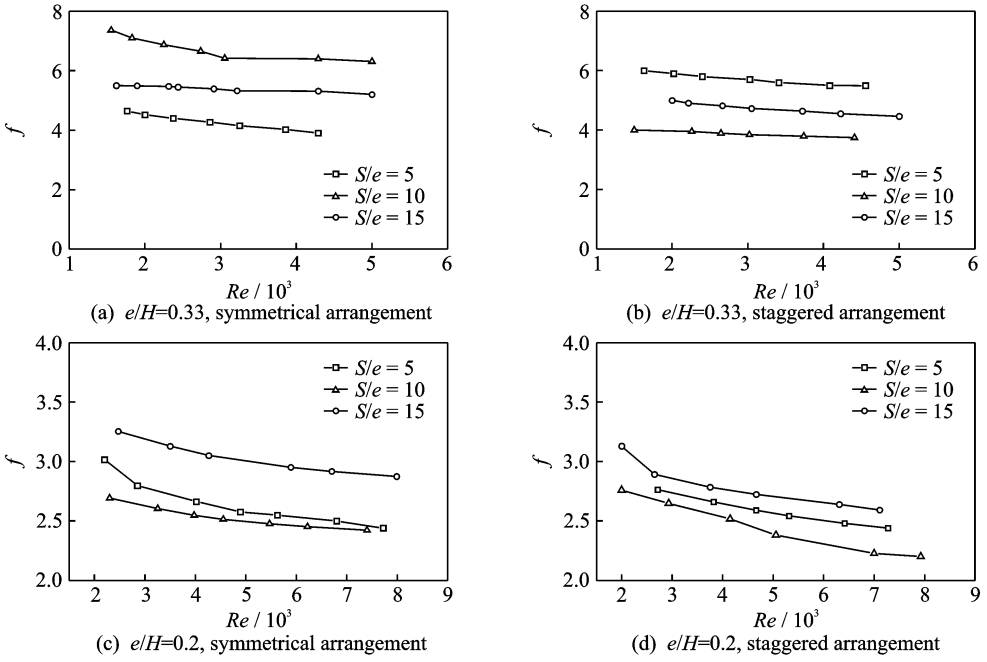 8
6
4
2
0
f
1 2 3 4 5 6
Re / 10³
S/e = 5
S/e = 10
S/e = 15
(a) e/H=0.33, symmetrical arrangement
8
6
4
2
0
f
1 2 3 4 5 6
Re / 10³
S/e = 5
S/e = 10
S/e = 15
(b) e/H=0.33, staggered arrangement
4.0
3.5
3.0
2.5
2.0
f
2 3 4 5 6 7 8 9
Re / 10³
S/e = 5
S/e = 10
S/e = 15
(c) e/H=0.2, symmetrical arrangement
4.0
3.5
3.0
2.5
2.0
f
2 3 4 5 6 7 8 9
Re / 10³
S/e = 5
S/e = 10
S/e = 15
(d) e/H=0.2, staggered arrangement